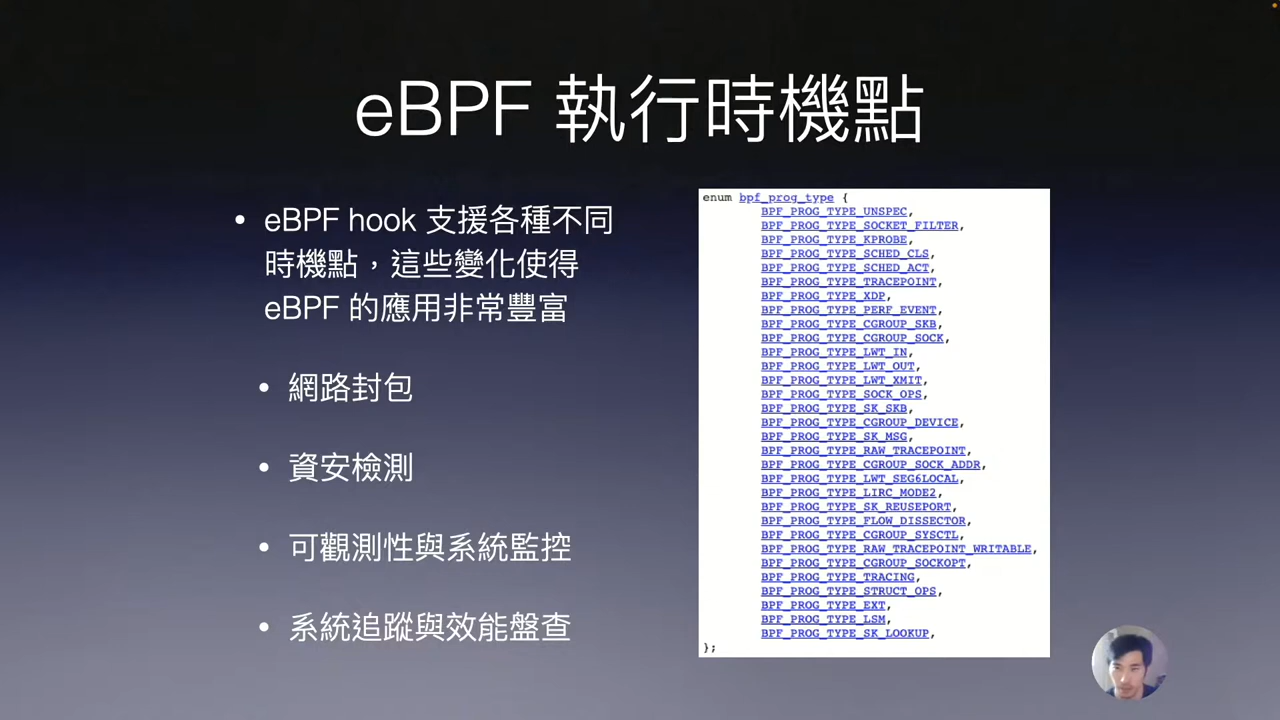 eBPF 執行時機點
• eBPF hook 支援各種不同
時機點，這些變化使得
eBPF 的應用非常豐富
• 網路封包
• 資安檢測
• 可觀測性與系統監控
• 系統追蹤與效能盤查
enum bpf_prog_type {
BPF_PROG_TYPE_UNSPEC,
BPF_PROG_TYPE_SOCKET_FILTER,
BPF_PROG_TYPE_KPROBE,
BPF_PROG_TYPE_SCHED_CLS,
BPF_PROG_TYPE_SCHED_ACT,
BPF_PROG_TYPE_TRACEPOINT,
BPF_PROG_TYPE_XDP,
BPF_PROG_TYPE_PERF_EVENT,
BPF_PROG_TYPE_CGROUP_SKB,
BPF_PROG_TYPE_CGROUP_SOCK,
BPF_PROG_TYPE_LWT_IN,
BPF_PROG_TYPE_LWT_OUT,
BPF_PROG_TYPE_LWT_XMIT,
BPF_PROG_TYPE_SOCK_OPS,
BPF_PROG_TYPE_SK_SKB,
BPF_PROG_TYPE_CGROUP_DEVICE,
BPF_PROG_TYPE_SK_MSG,
BPF_PROG_TYPE_RAW_TRACEPOINT,
BPF_PROG_TYPE_CGROUP_SOCK_ADDR,
BPF_PROG_TYPE_LWT_SEG6LOCAL,
BPF_PROG_TYPE_LIRC_MODE2,
BPF_PROG_TYPE_SK_REUSEPORT,
BPF_PROG_TYPE_FLOW_DISSECTOR,
BPF_PROG_TYPE_CGROUP_SYSCTL,
BPF_PROG_TYPE_RAW_TRACEPOINT_WRITABLE,
BPF_PROG_TYPE_CGROUP_SOCKOPT,
BPF_PROG_TYPE_TRACING,
BPF_PROG_TYPE_STRUCT_OPS,
BPF_PROG_TYPE_EXT,
BPF_PROG_TYPE_LSM,
BPF_PROG_TYPE_SK_LOOKUP,
};